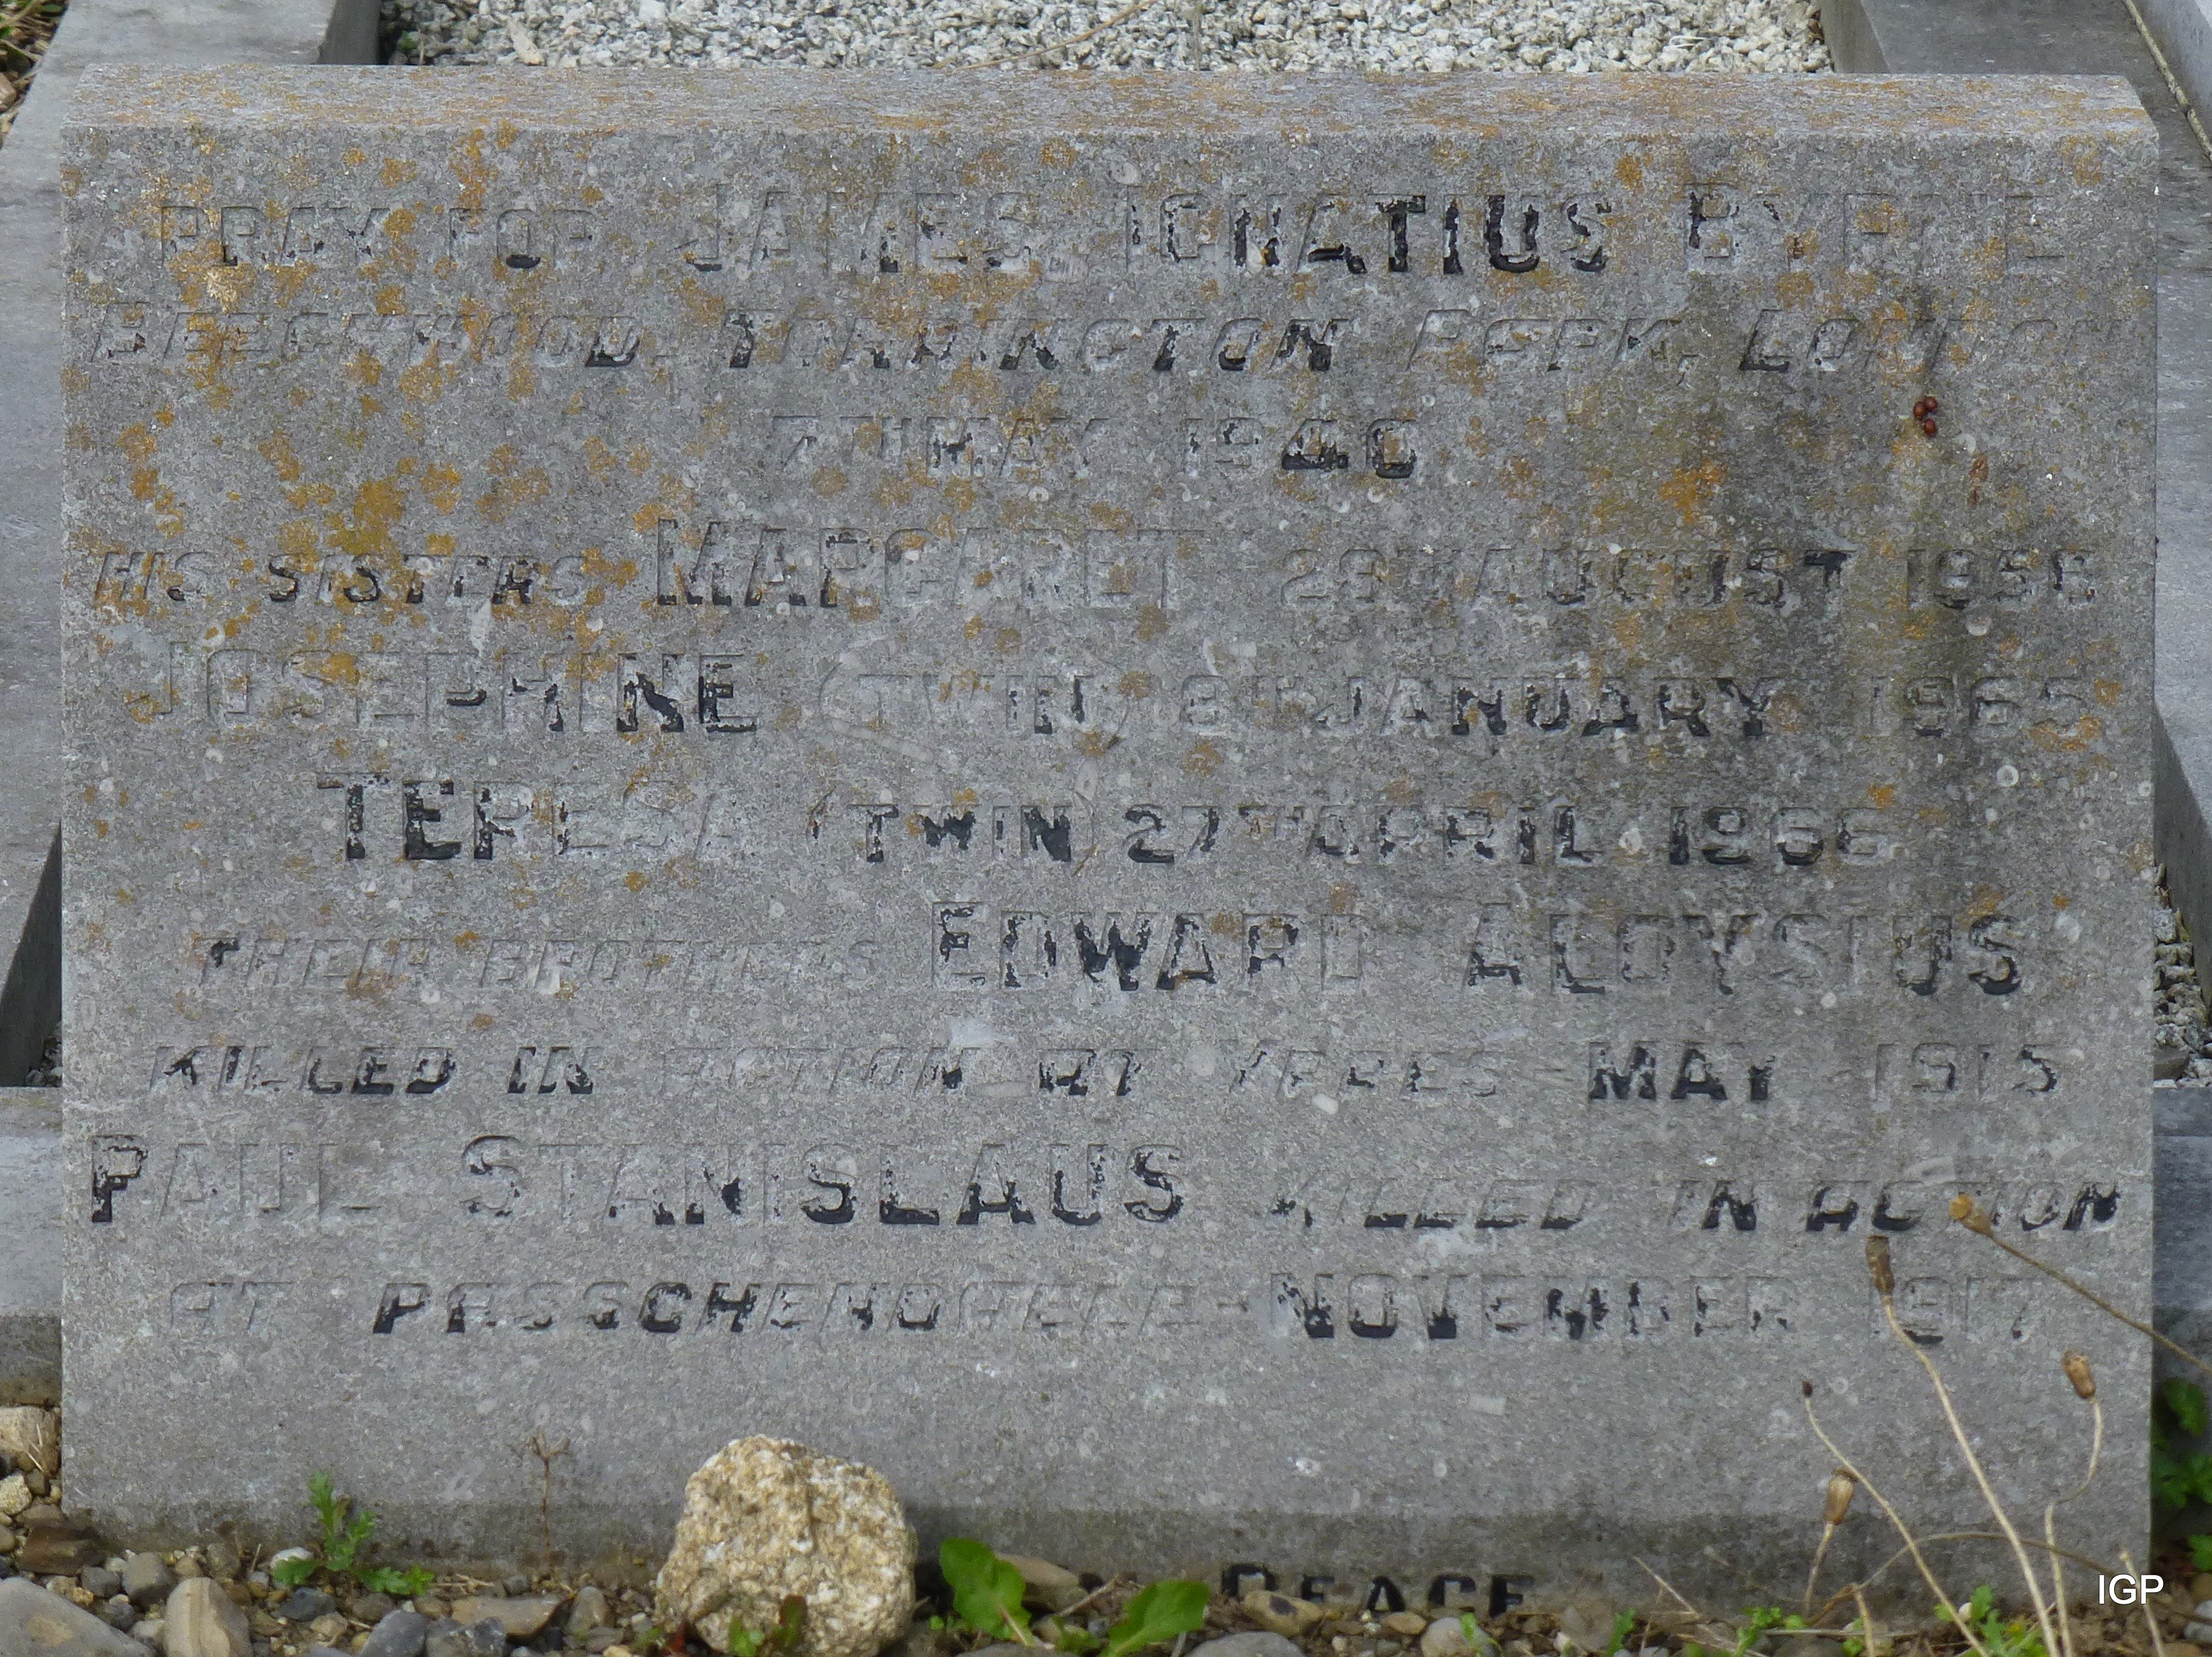 PRAY FOR JAMES IGNATIUS BYRNE
BEECHWOOD, TORRINGTON PARK, LONDON
7TH MAY 1940
HIS SISTERS MARGARET AUGUST 1958
JOSEPHINE (TWIN) 8TH JANUARY 1965
TERESA (TWIN) 27TH APRIL 1966
THEIR BROTHERS EDWARD ALOYSIUS
KILLED IN ACTION AT YPRES - MAY 1915
PAUL STANISLAUS KILLED IN ACTION
AT PASSCHENDAELE - NOVEMBER 1917
PEACE
IGP